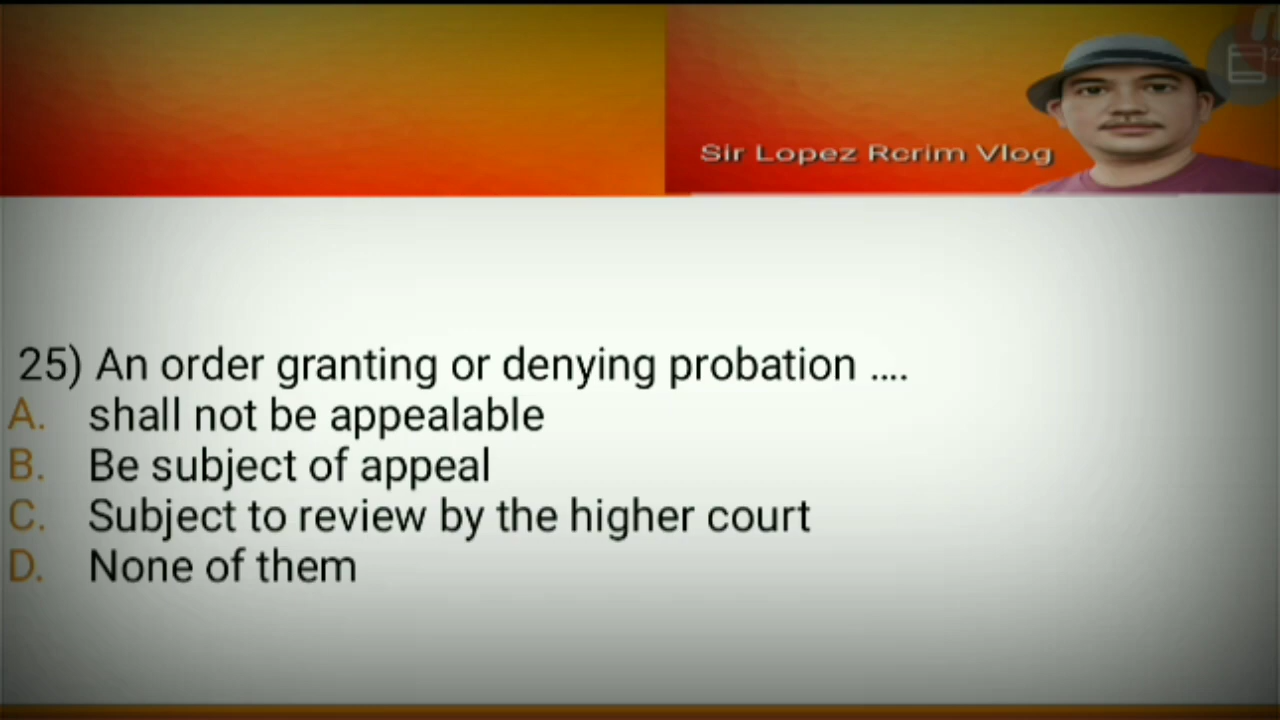 Sir Lopez Rcrim Vlog
25) An order granting or denying probation ....
A. shall not be appealable
B. Be subject of appeal
C. Subject to review by the higher court
D. None of them